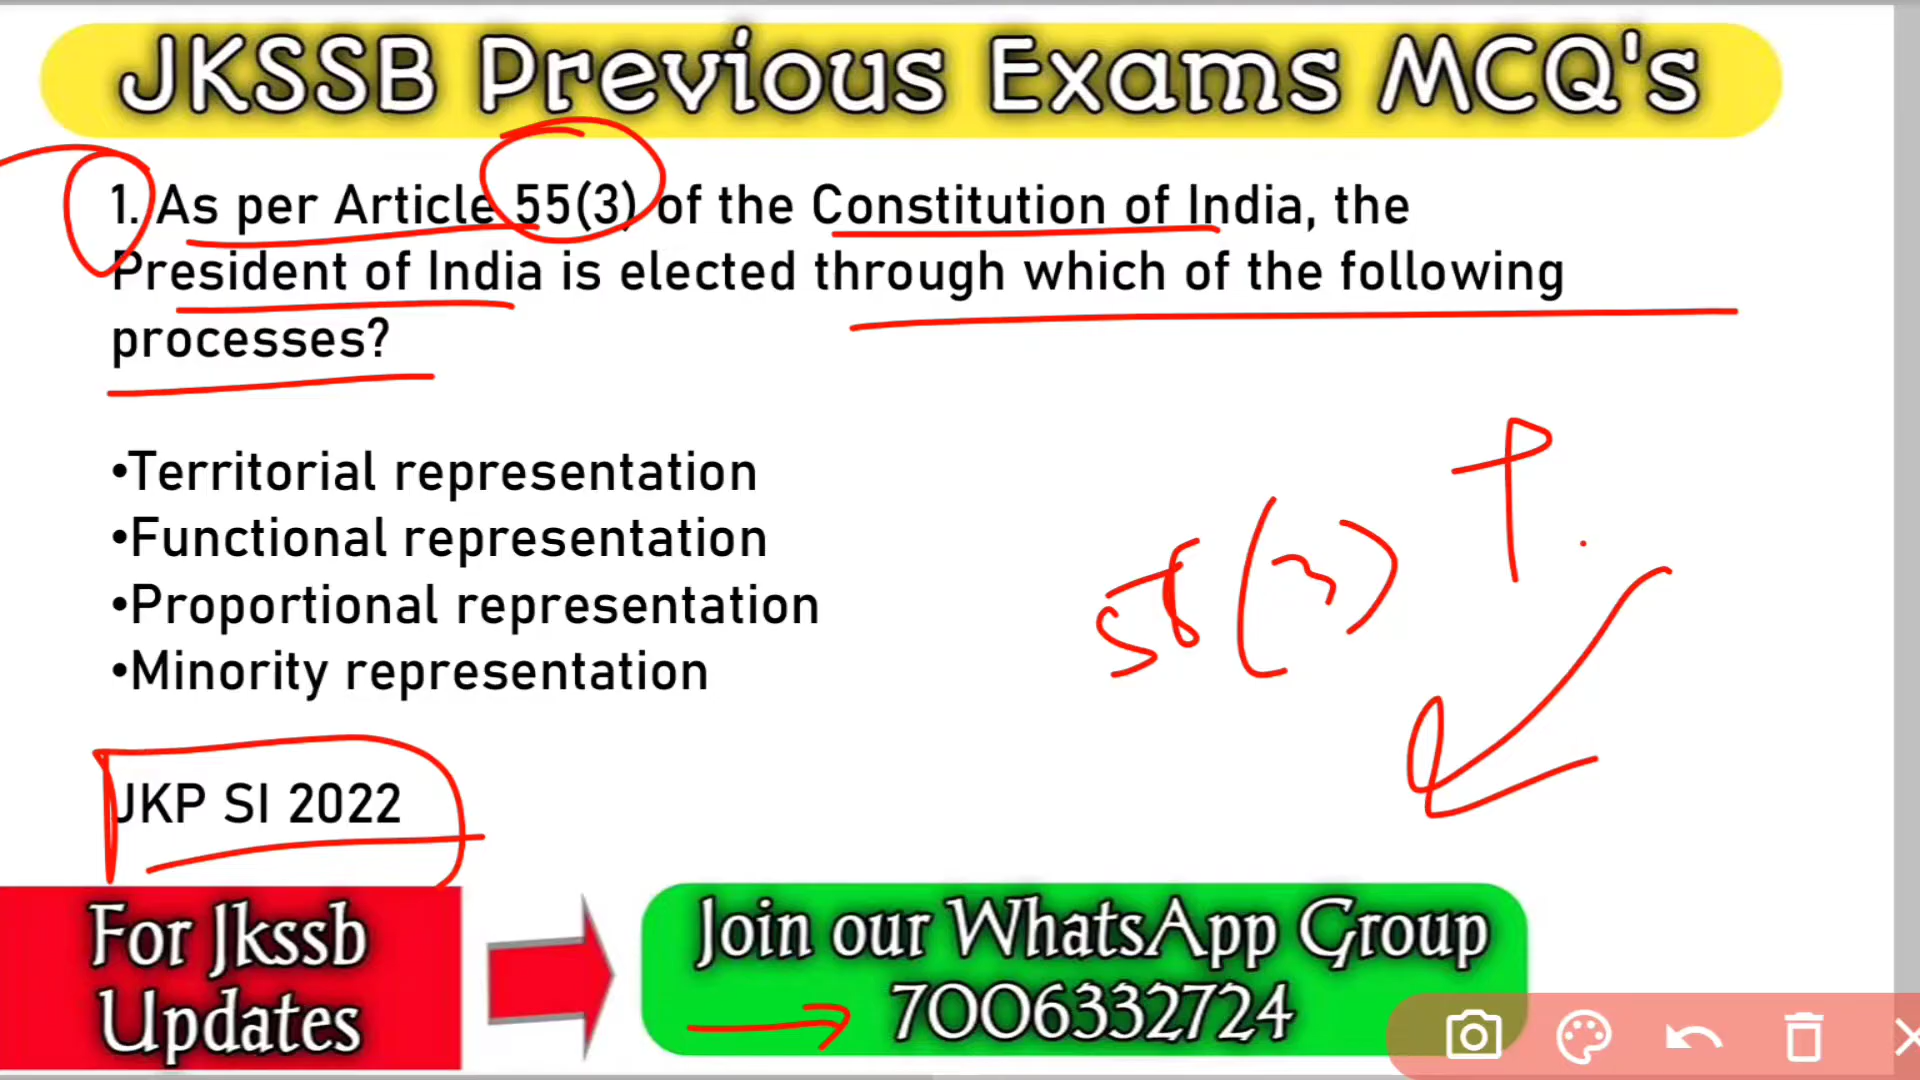 JKSSB Previous Exams MCQ's
1. As per Article 55(3) of the Constitution of India, the
President of India is elected through which of the following
processes?
•Territorial representation
•Functional representation
•Proportional representation
•Minority representation
P
55(3)
JKP SI 2022
For Jkssb
Updates
Join our WhatsApp Group
7006332724